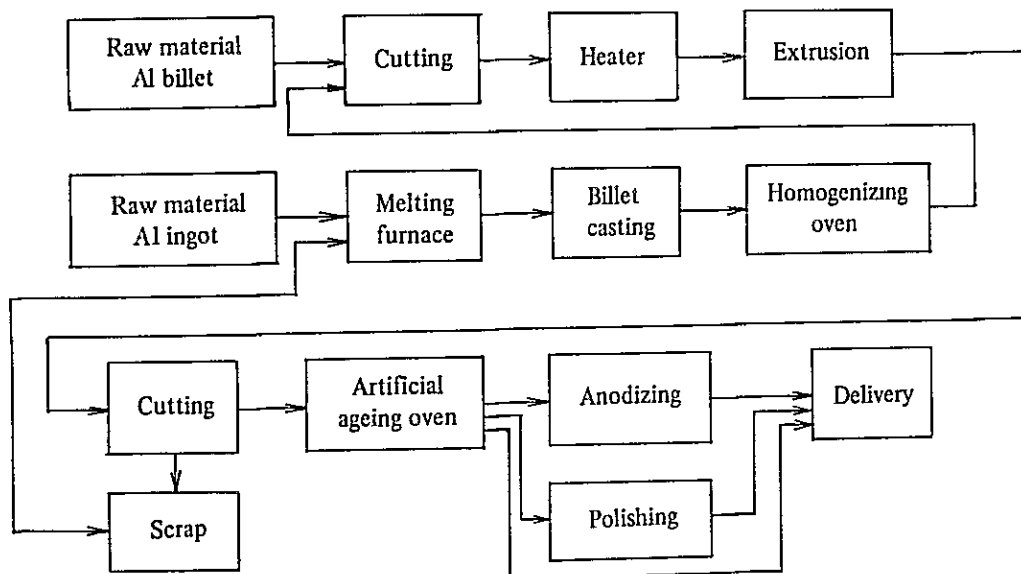 Raw material
Al billet
Cutting
Heater
Extrusion
Raw material
Al ingot
Melting
furnace
Billet
casting
Homogenizing
oven
Cutting
Artificial
ageing oven
Anodizing
Delivery
Scrap
Polishing